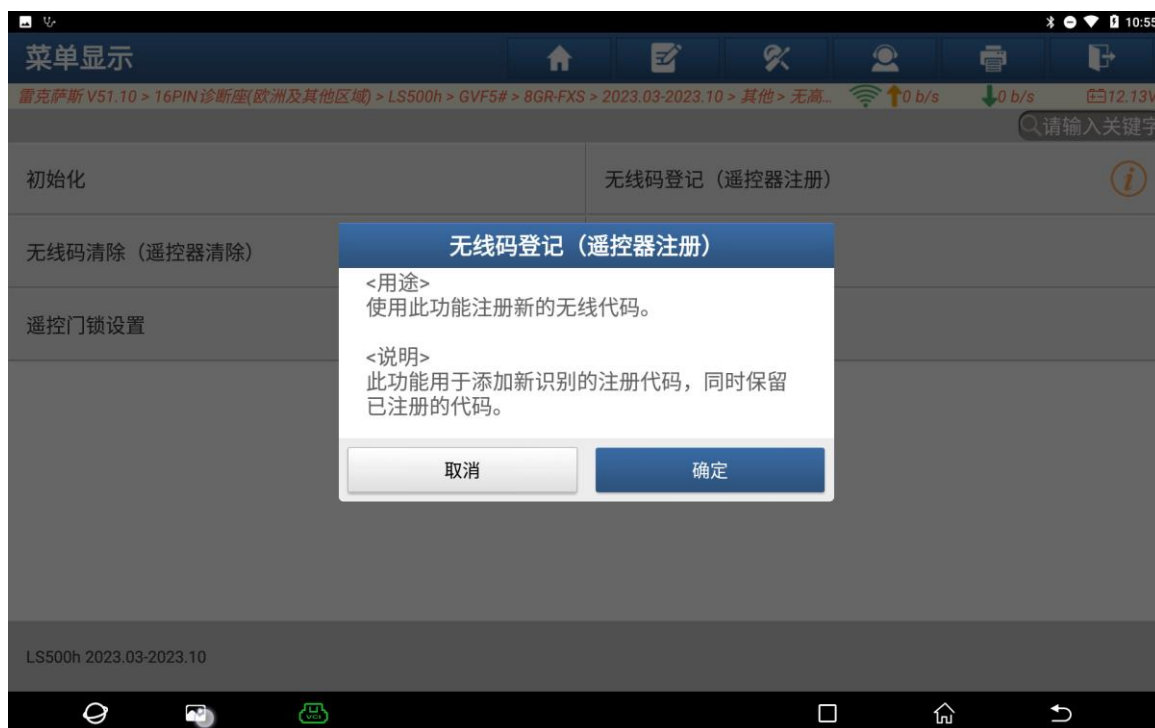 10:55
菜单显示
雷克萨斯 V51.10 > 16PIN诊断座(欧洲及其他区域) > LS500h > GVF5# > 8GR-FXS > 2023.03-2023.10 > 其他 > 无高... 0 b/s 0 b/s 12.13V
请输入关键字
初始化 无线码登记（遥控器注册）
无线码清除（遥控器清除）
遥控门锁设置
无线码登记（遥控器注册）
<用途>
使用此功能注册新的无线代码。
<说明>
此功能用于添加新识别的注册代码，同时保留
已注册的代码。
取消 确定
LS500h 2023.03-2023.10
VCI